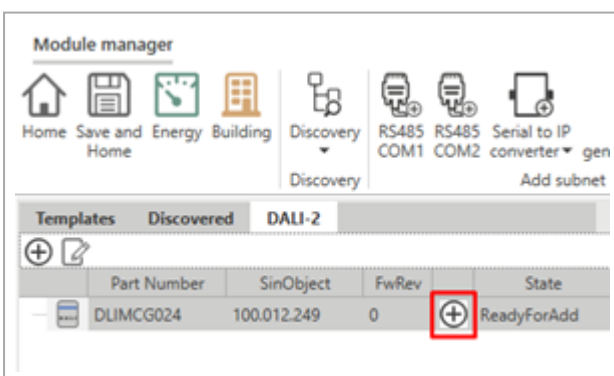 Module manager
Home Save and Home Energy Building Discovery RS485 COM1 RS485 COM2 Serial to IP converter gen
Discovery Add subnet
Templates Discovered DALI-2
Part Number SinObject FwRev State
DLIMCG024 100.012.249 0 ReadyForAdd